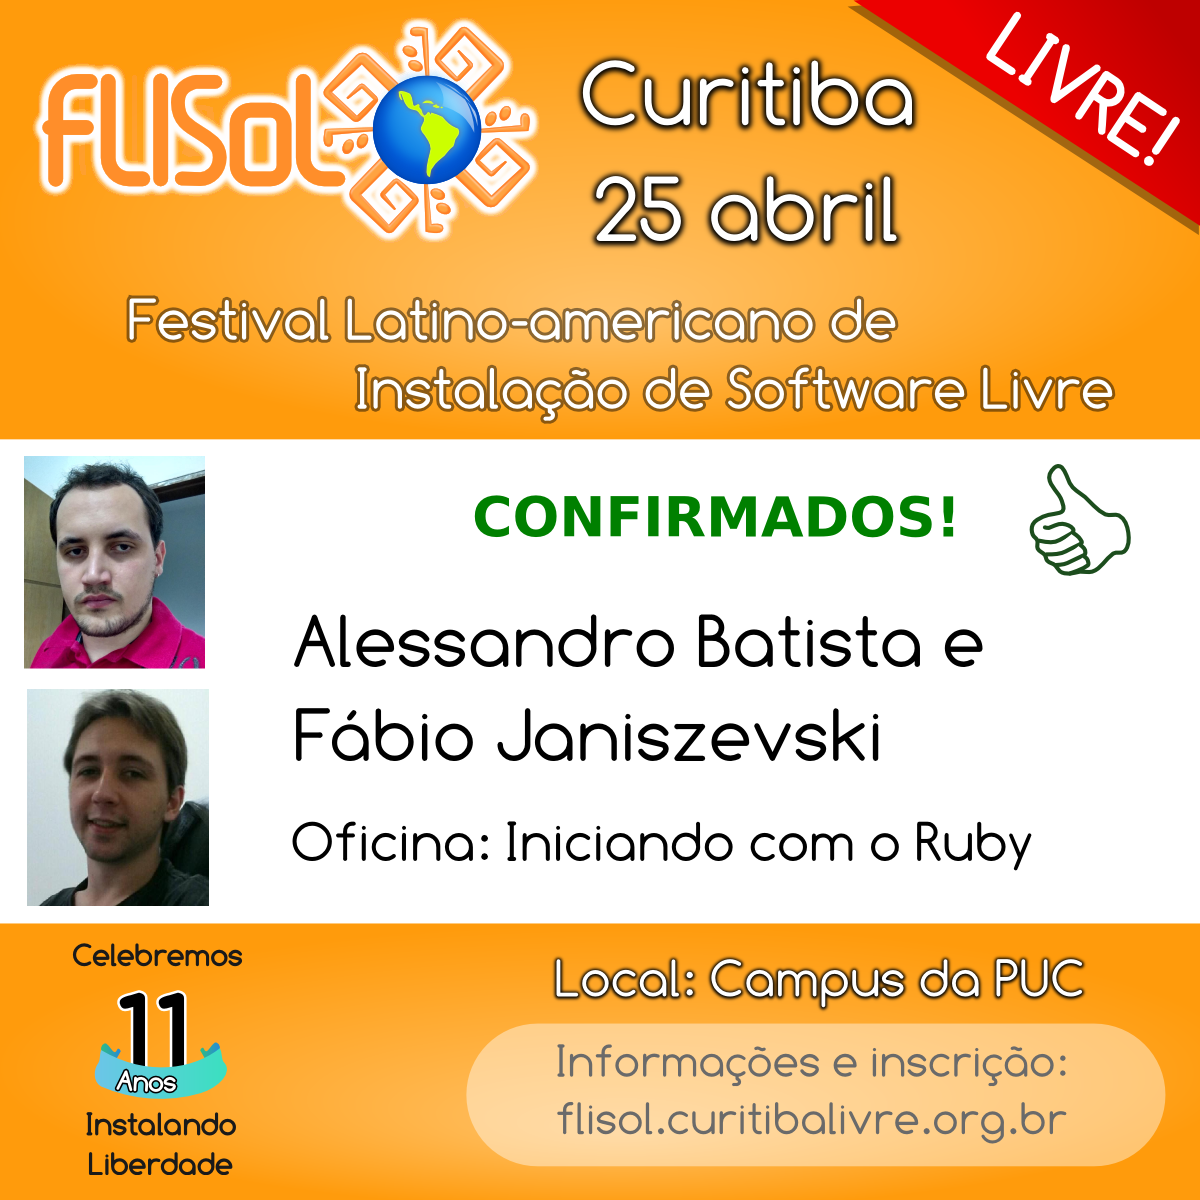 FLISoL
Curitiba
25 abril
LIVRE!
Festival Latino-americano de
Instalação de Software Livre
CONFIRMADOS!
Alessandro Batista e
Fábio Janiszevski
Oficina: Iniciando com o Ruby
Celebremos
11
Anos
Instalando
Liberdade
Local: Campus da PUC
Informações e inscrição:
flisol.curitibalivre.org.br